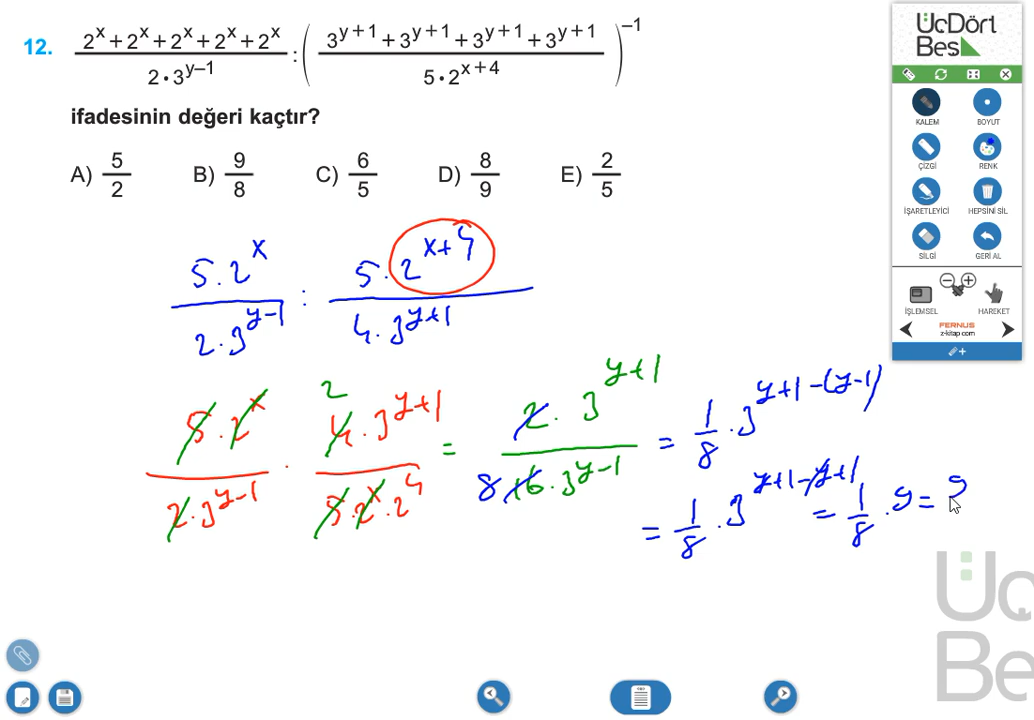 12. (2^x + 2^x + 2^x + 2^x + 2^x)/(2 • 3^(y–1)) : ((3^(y+1) + 3^(y+1) + 3^(y+1) + 3^(y+1))/(5 • 2^(x+4)))^–1
ifadesinin değeri kaçtır?
A) 5/2 B) 9/8 C) 6/5 D) 8/9 E) 2/5
(5.2^x)/(2.3^(y-1)) : (5.2^(x+4))/(4.3^(y+1))
(5.2^x)/(2.3^(y-1)) . (4.3^(y+1))/(5.2^x.2^4) 2 = (2.3^(y+1))/(8 16.3^(y-1)) = 1/8 . 3^(y+1-(y-1))
= 1/8 . 3^(y+1-y+1) = 1/8 . 9 = 9
ÜçDört
Beş
KALEM
BOYUT
ÇİZGİ
RENK
İŞARETLEYİCİ
HEPSİNİ SİL
SİLGİ
GERİ AL
İŞLEMSEL
HAREKET
FERNUS
z-kitap.com